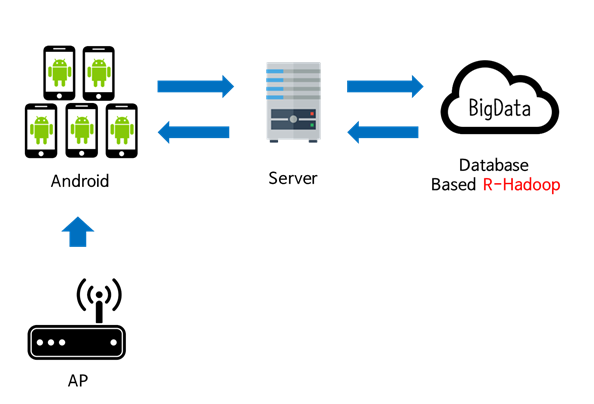 BigData
Android
Server
Database
Based R-Hadoop
AP